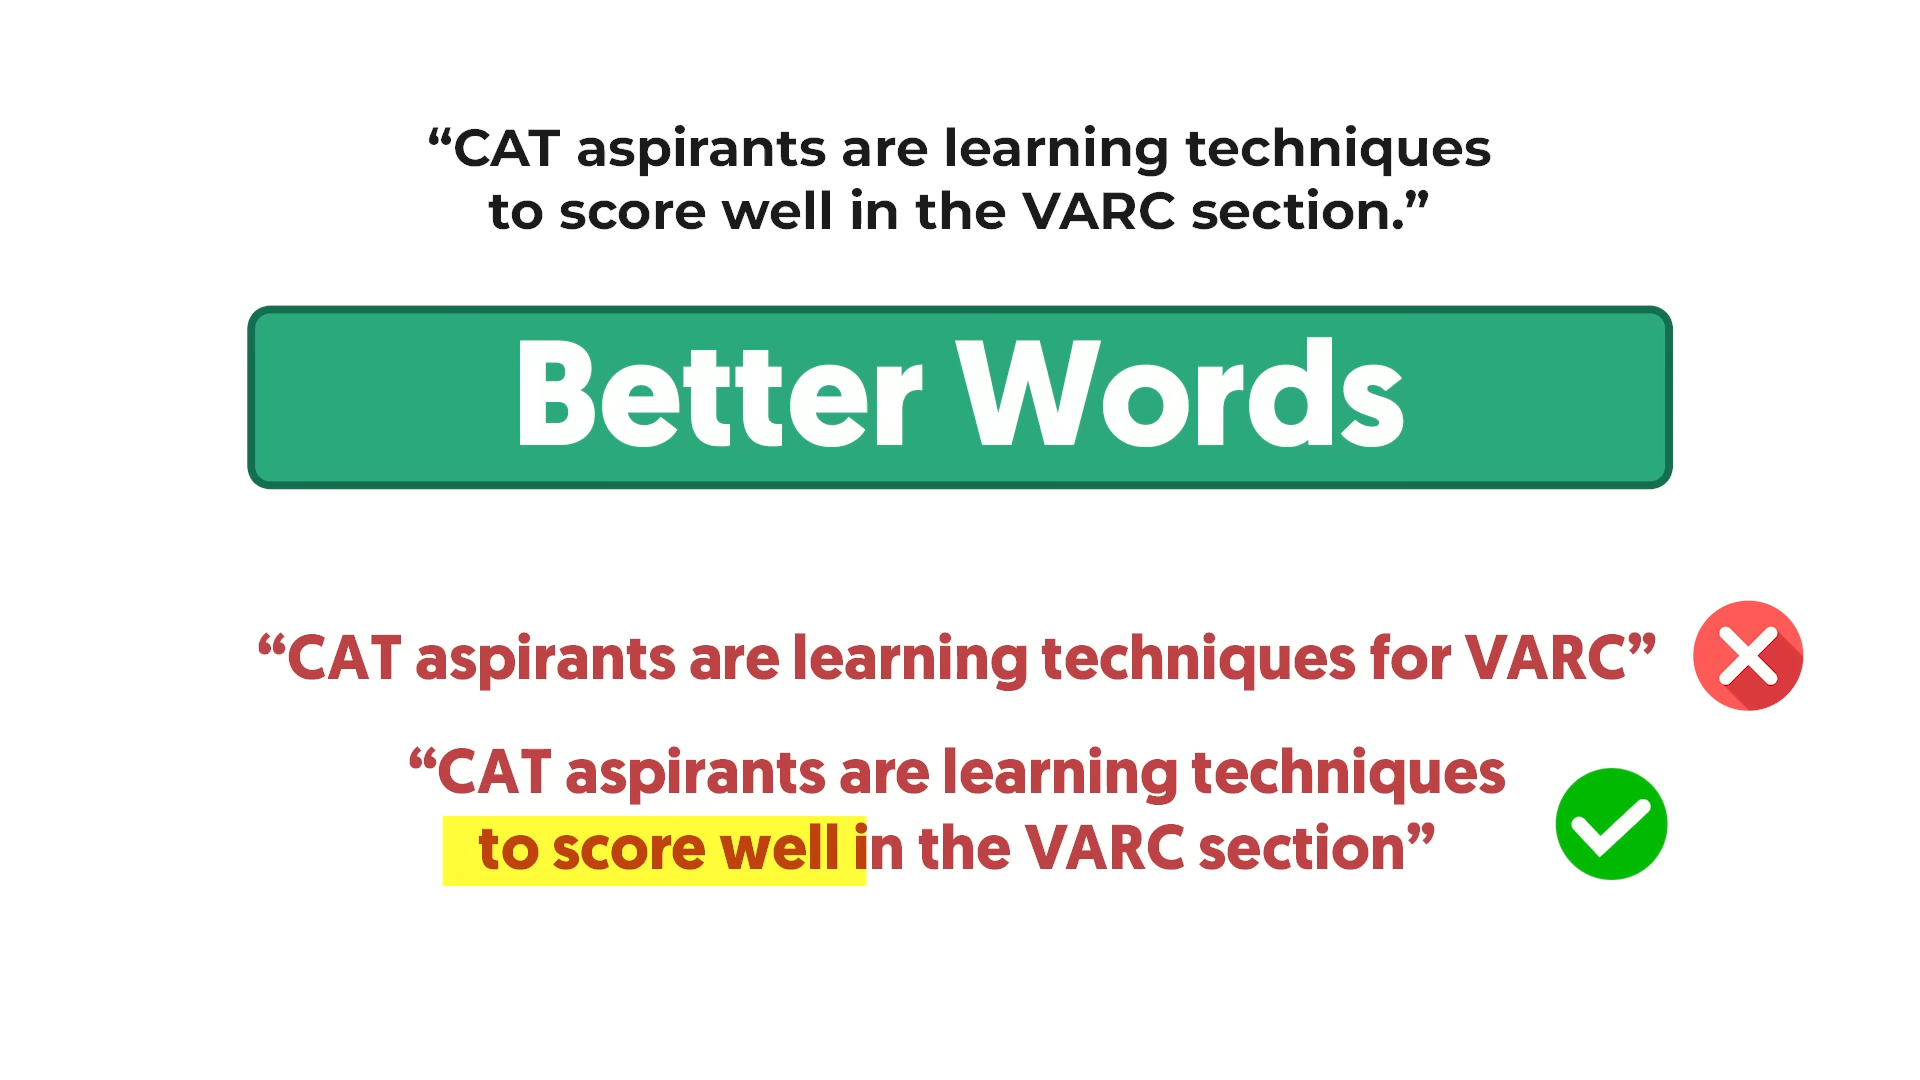 “CAT aspirants are learning techniques
to score well in the VARC section.”
Better Words
“CAT aspirants are learning techniques for VARC”
“CAT aspirants are learning techniques
to score well in the VARC section”